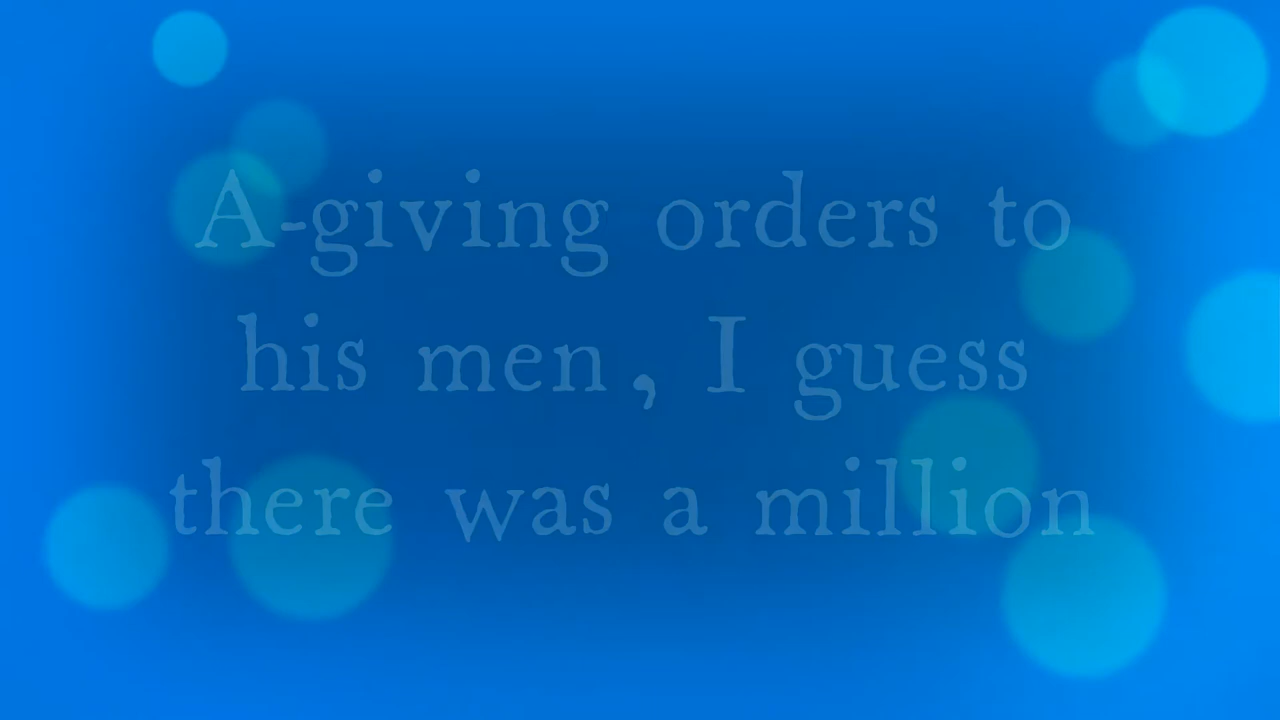 A-giving orders to
his men, I guess
there was a million